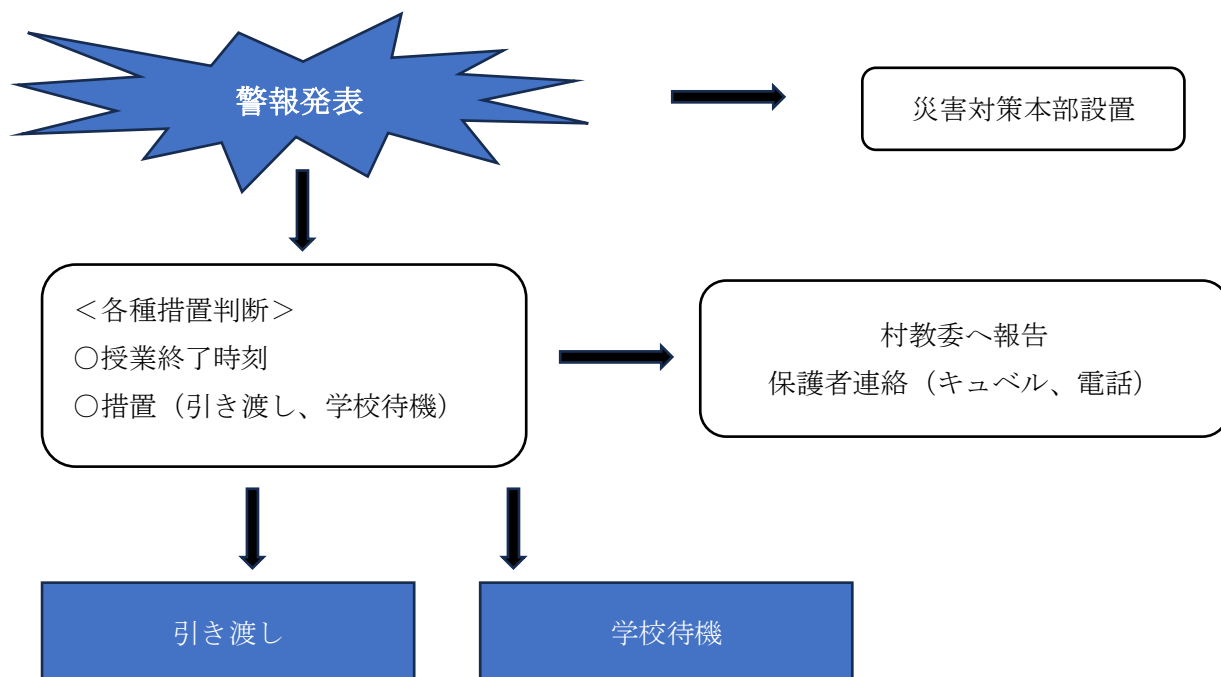 警報発表
災害対策本部設置
＜各種措置判断＞
〇授業終了時刻
〇措置（引き渡し、学校待機）
村教委へ報告
保護者連絡（キュベル、電話）
引き渡し
学校待機